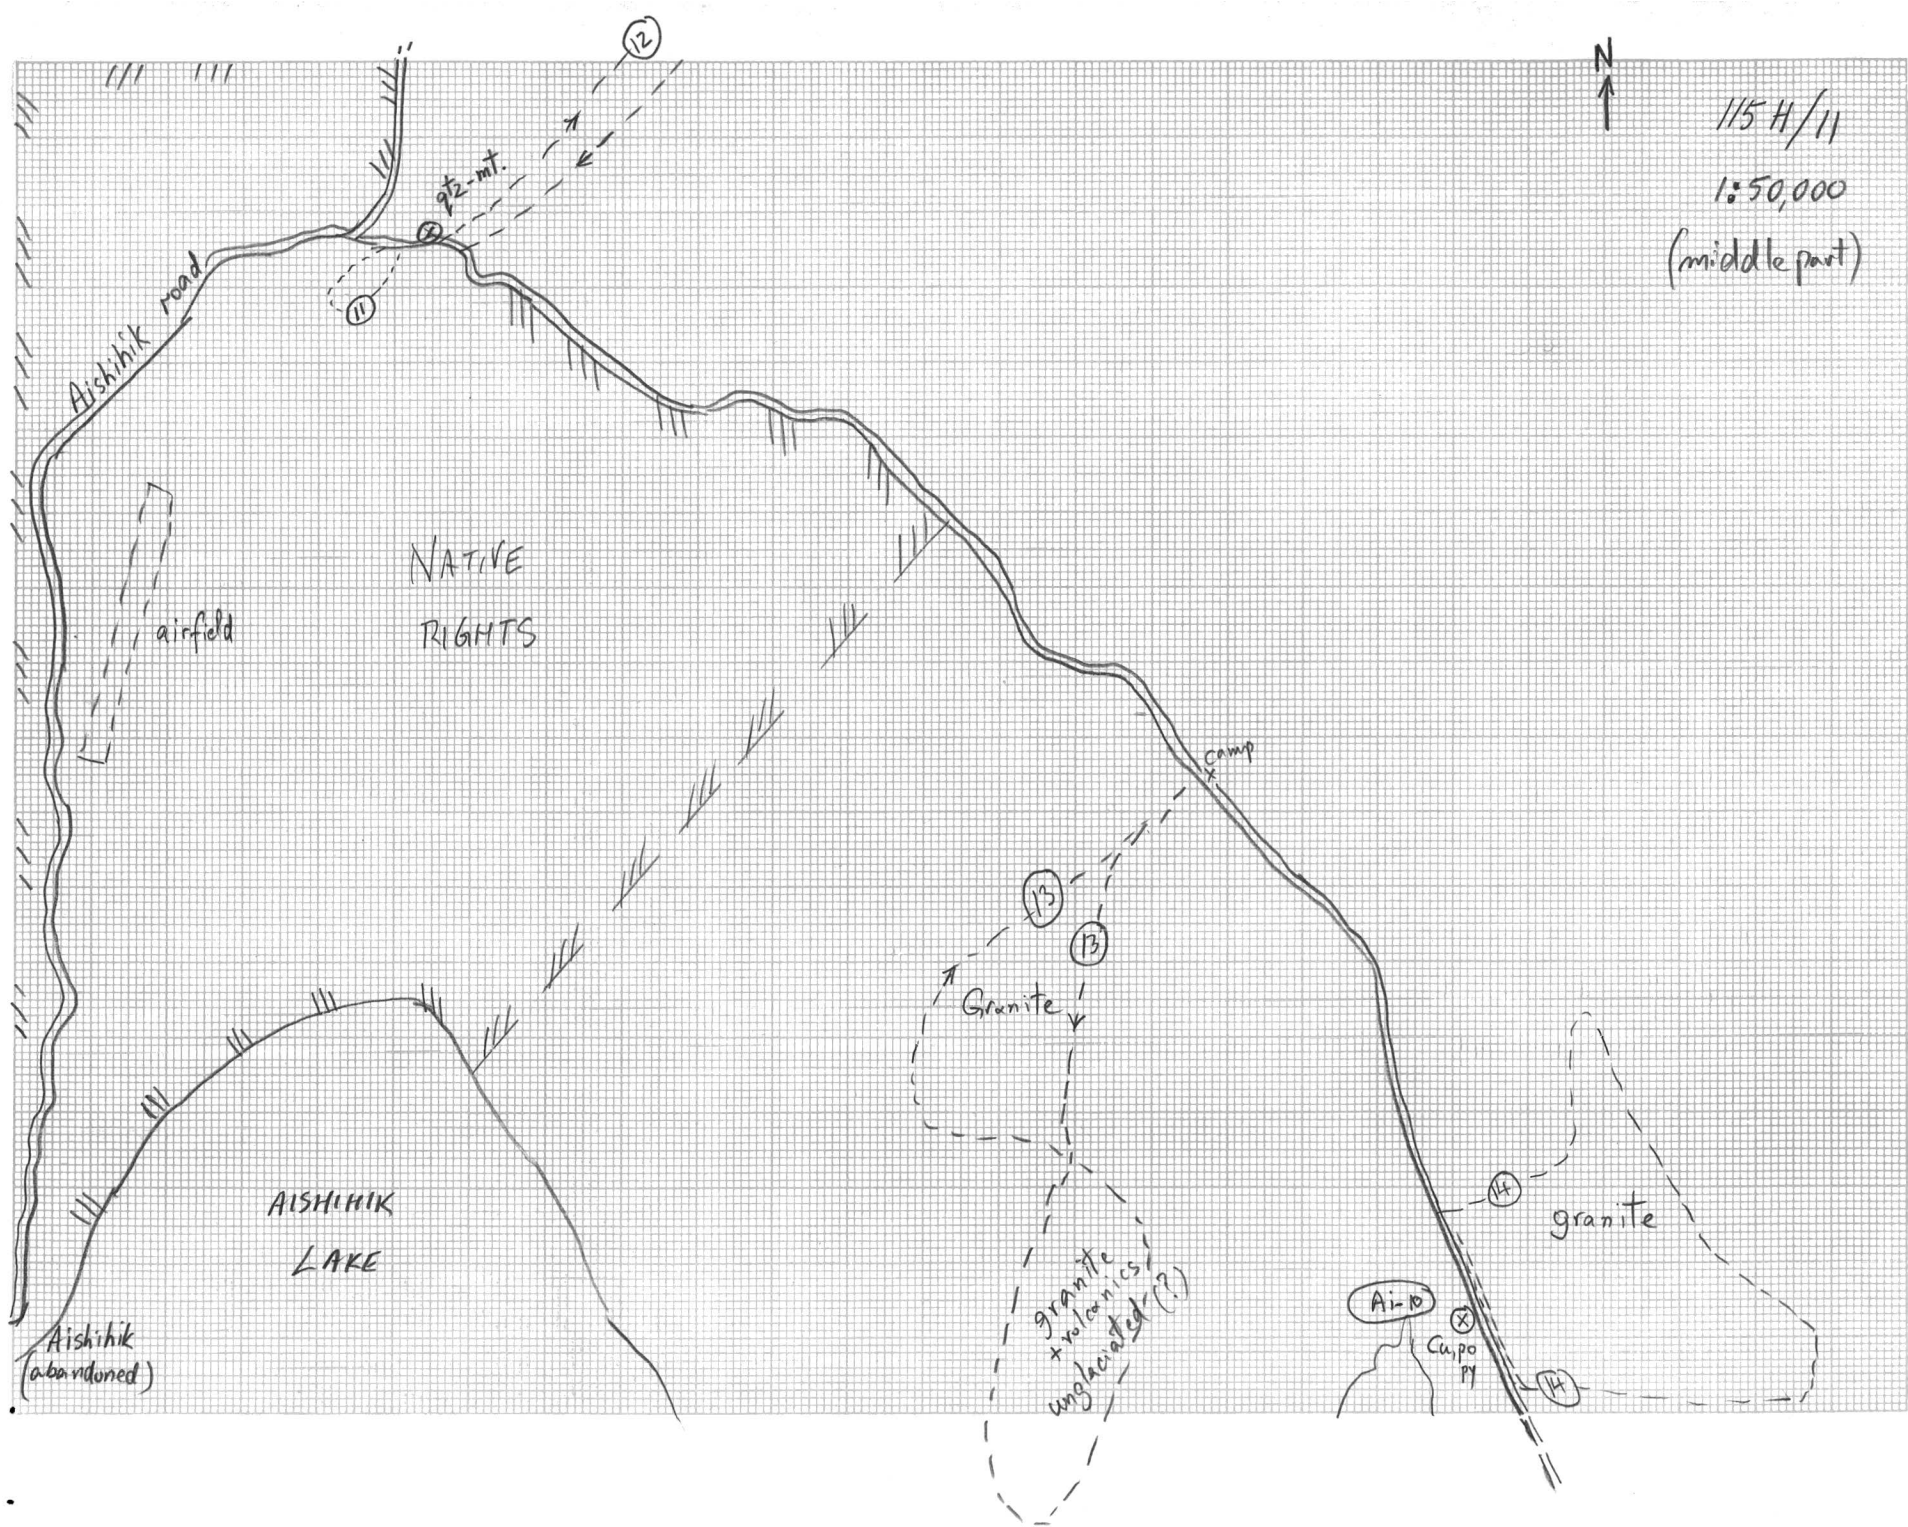 12
N
115 H/11
1:50,000
(middle part)
qtz-mt.
x
11
Aishihik road
NATIVE
RIGHTS
airfield
camp
x
13
13
Granite
14
granite
AISHIHIK
LAKE
granite
+ volcanics
unglaciated (?)
Ai-10
x
Cu, po
py
14
Aishihik
(abandoned)